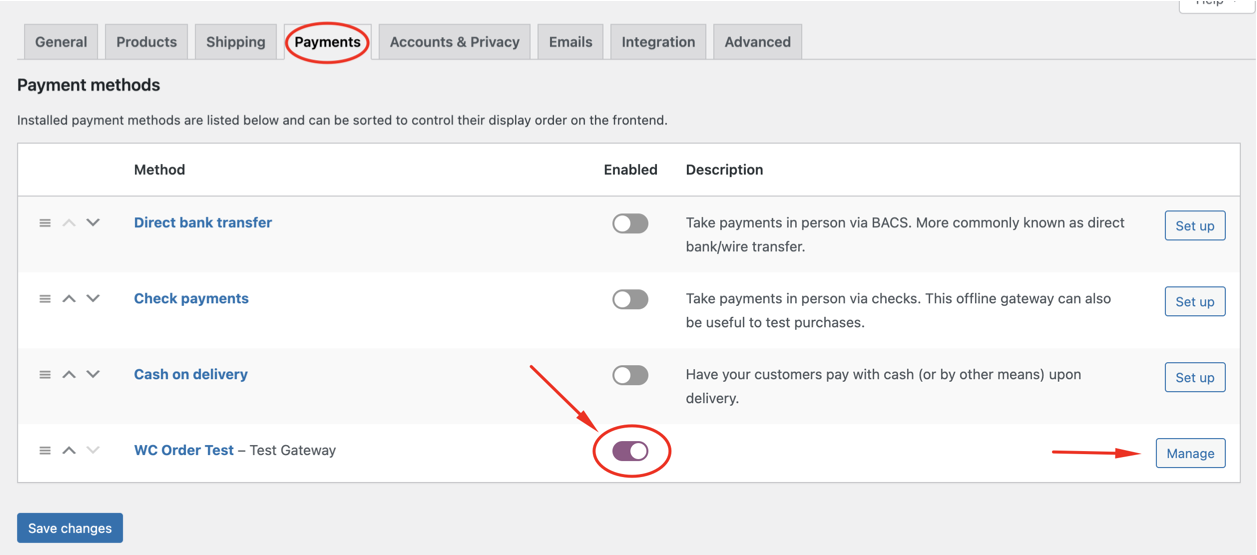 Help
General Products Shipping Payments Accounts & Privacy Emails Integration Advanced
Payment methods
Installed payment methods are listed below and can be sorted to control their display order on the frontend.
Method Enabled Description
Direct bank transfer Take payments in person via BACS. More commonly known as direct Set up
bank/wire transfer.
Check payments Take payments in person via checks. This offline gateway can also Set up
be useful to test purchases.
Cash on delivery Have your customers pay with cash (or by other means) upon Set up
delivery.
WC Order Test – Test Gateway Manage
Save changes